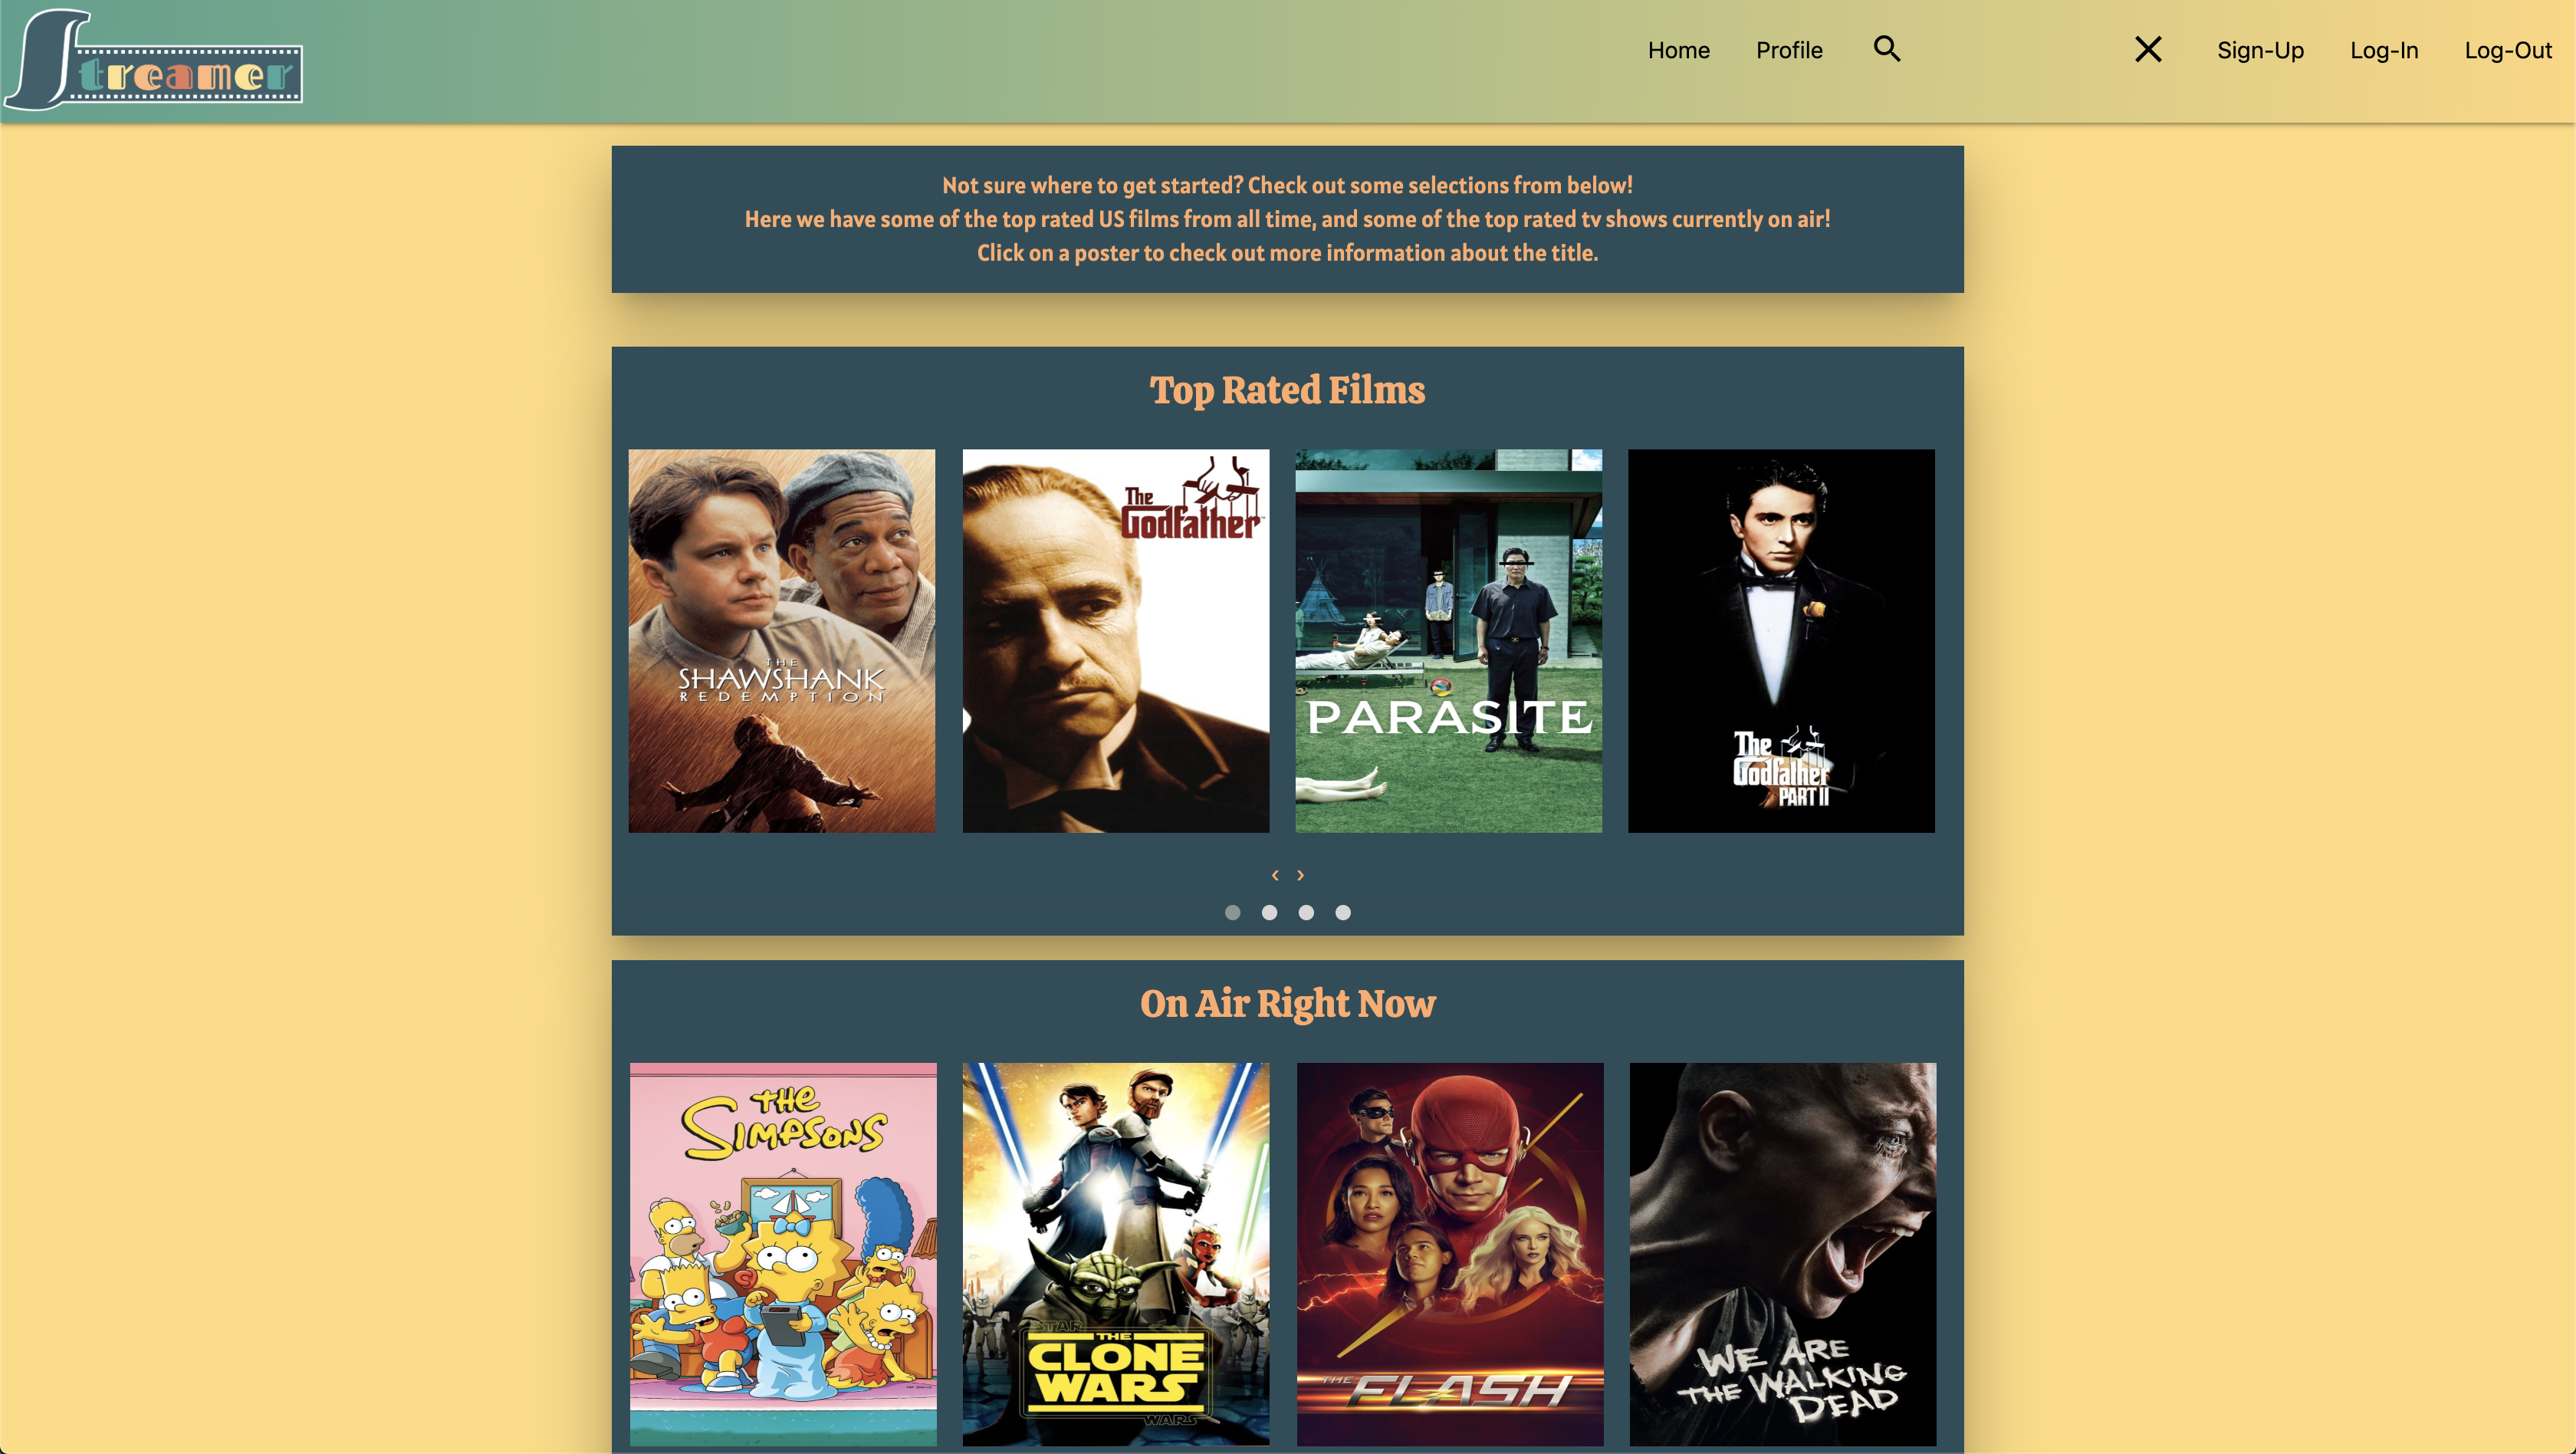 Streamer
Home Profile Sign-Up Log-In Log-Out
Not sure where to get started? Check out some selections from below!
Here we have some of the top rated US films from all time, and some of the top rated tv shows currently on air!
Click on a poster to check out more information about the title.
Top Rated Films
THE
SHAWSHANK
REDEMPTION
The
Godfather
PARASITE
The
Godfather
PART II
‹ ›
On Air Right Now
THE
SIMPSONS
STAR
THE
CLONE
WARS
WARS
THE FLASH
WE ARE
THE WALKING
DEAD